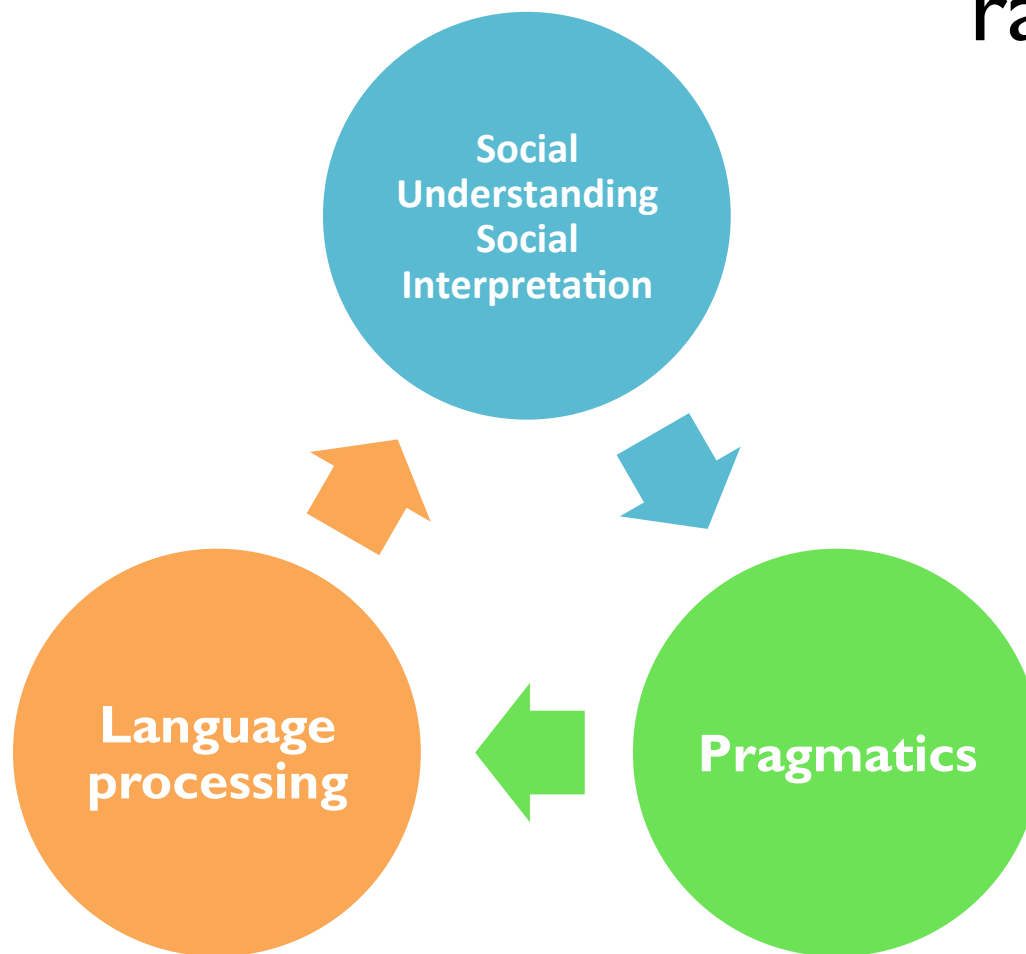 Social
Understanding
Social
Interpretation
Language
processing
Pragmatics